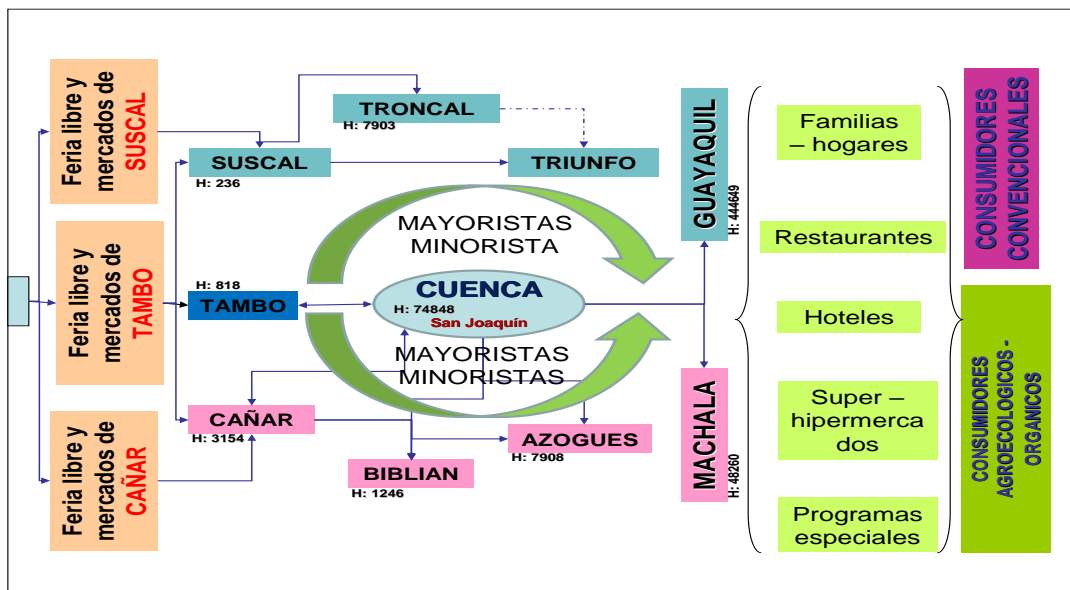 Feria libre y
mercados de
SUSCAL
Feria libre y
mercados de
TAMBO
Feria libre y
mercados de
CAÑAR
TRONCAL
H: 7903
SUSCAL
H: 236
TRIUNFO
MAYORISTAS
MINORISTA
H: 818
TAMBO
CUENCA
H: 74848
San Joaquín
MAYORISTAS
MINORISTAS
CAÑAR
H: 3154
AZOGUES
H: 7908
BIBLIAN
H: 1246
GUAYAQUIL
H: 444649
MACHALA
H: 48260
Familias
– hogares
Restaurantes
Hoteles
Super –
hipermerca
dos
Programas
especiales
CONSUMIDORES
CONVENCIONALES
CONSUMIDORES
AGROECOLOGICOS -
ORGANICOS